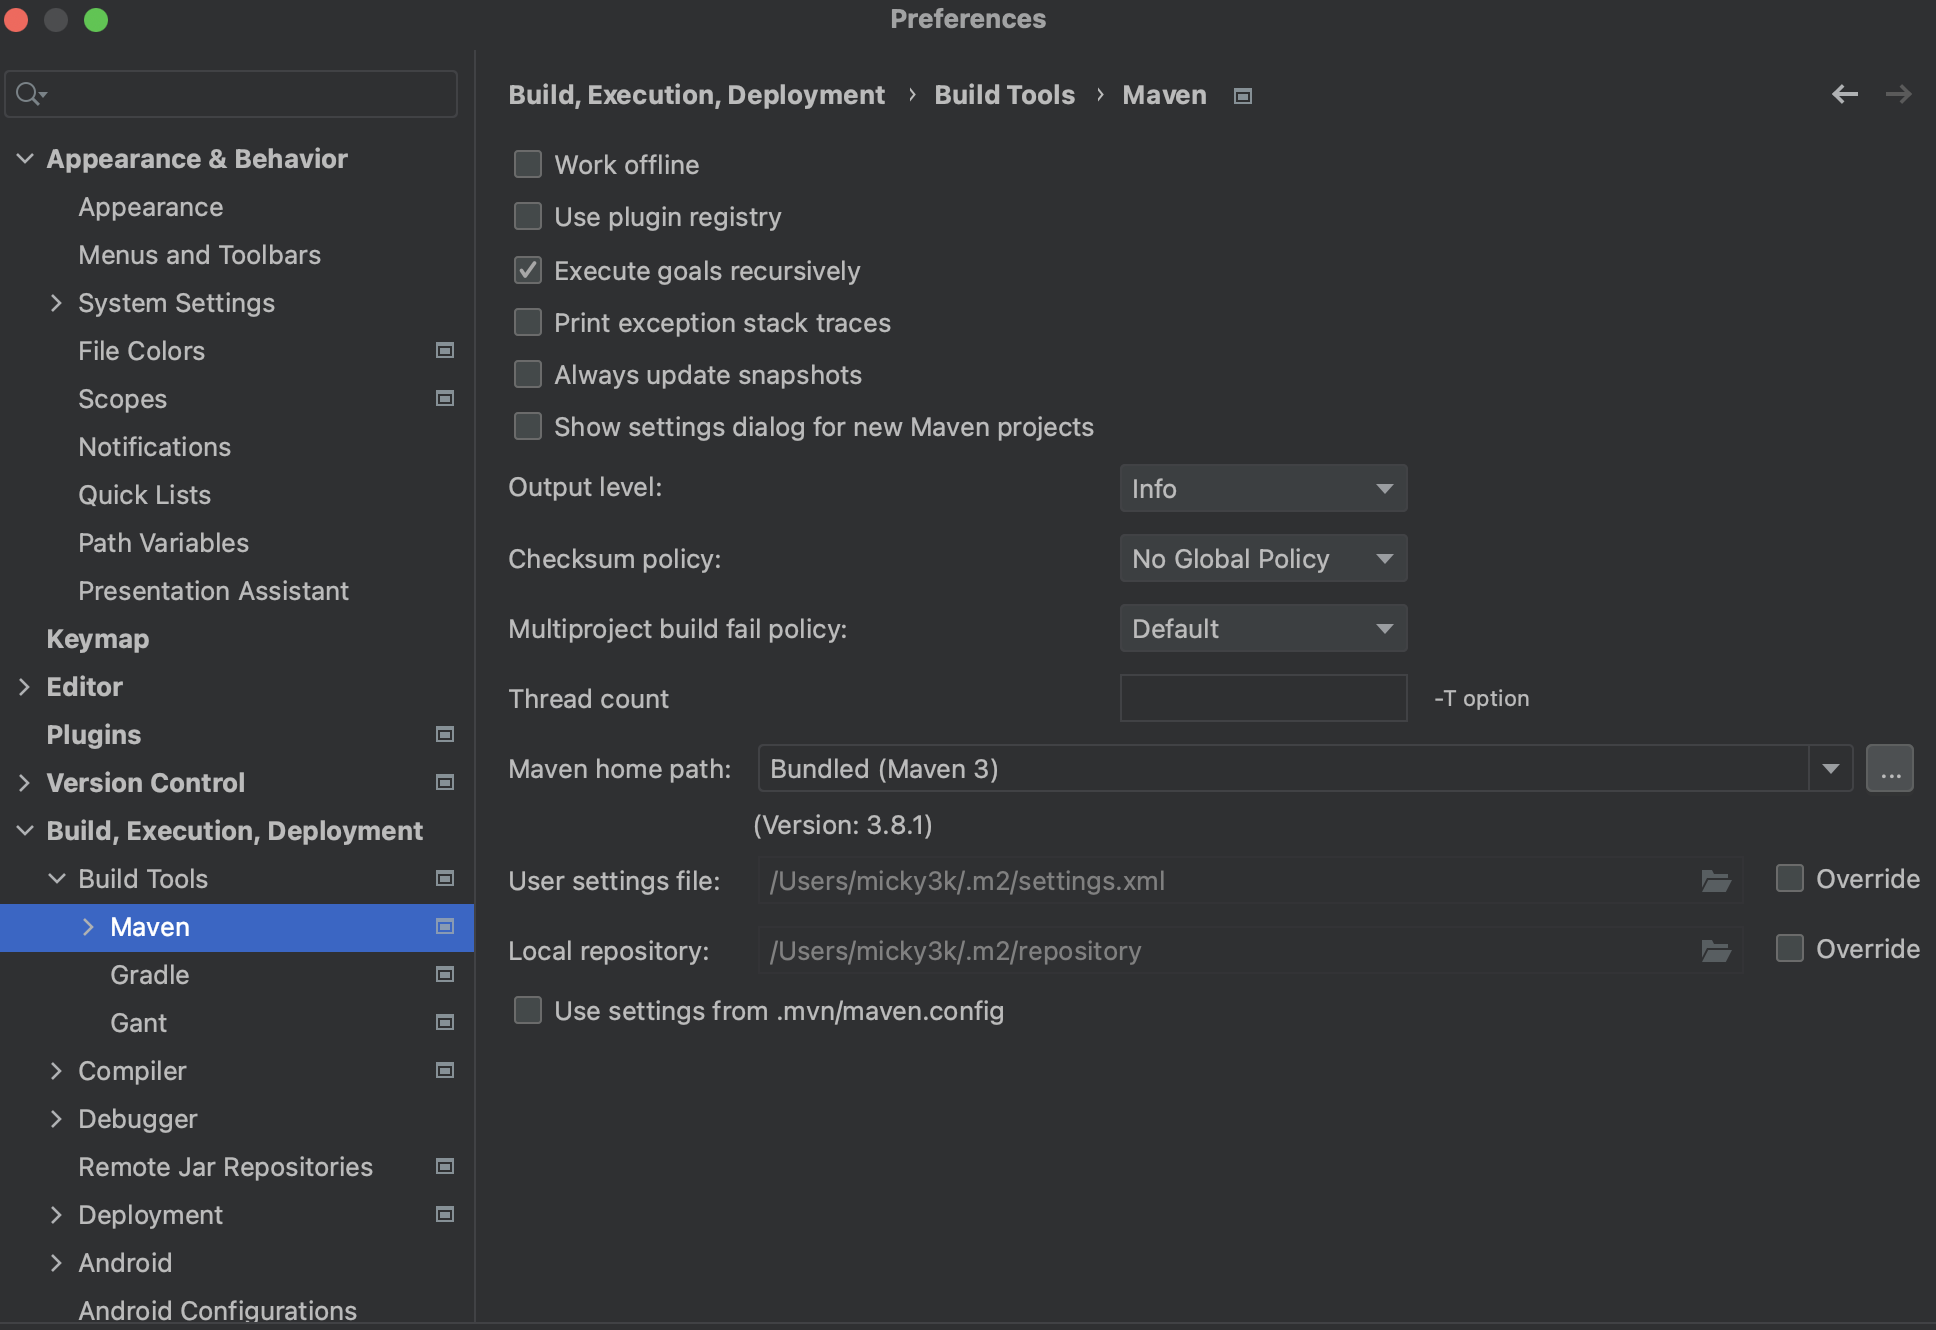 Preferences
Appearance & Behavior
Appearance
Menus and Toolbars
System Settings
File Colors
Scopes
Notifications
Quick Lists
Path Variables
Presentation Assistant
Keymap
Editor
Plugins
Version Control
Build, Execution, Deployment
Build Tools
Maven
Gradle
Gant
Compiler
Debugger
Remote Jar Repositories
Deployment
Android
Android Configurations
Build, Execution, Deployment › Build Tools › Maven
Work offline
Use plugin registry
Execute goals recursively
Print exception stack traces
Always update snapshots
Show settings dialog for new Maven projects
Output level: Info
Checksum policy: No Global Policy
Multiproject build fail policy: Default
Thread count -T option
Maven home path: Bundled (Maven 3) ...
(Version: 3.8.1)
User settings file: /Users/micky3k/.m2/settings.xml Override
Local repository: /Users/micky3k/.m2/repository Override
Use settings from .mvn/maven.config